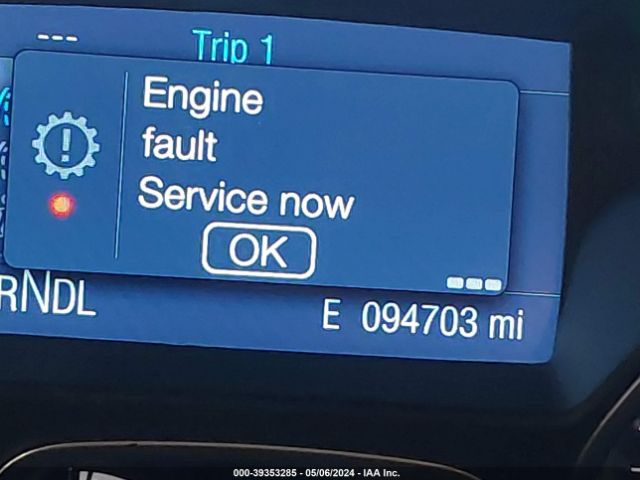 --- Trip 1
Engine
fault
Service now
OK
RNDL
E 094703 mi
000-39353285 - 05/06/2024 - IAA Inc.